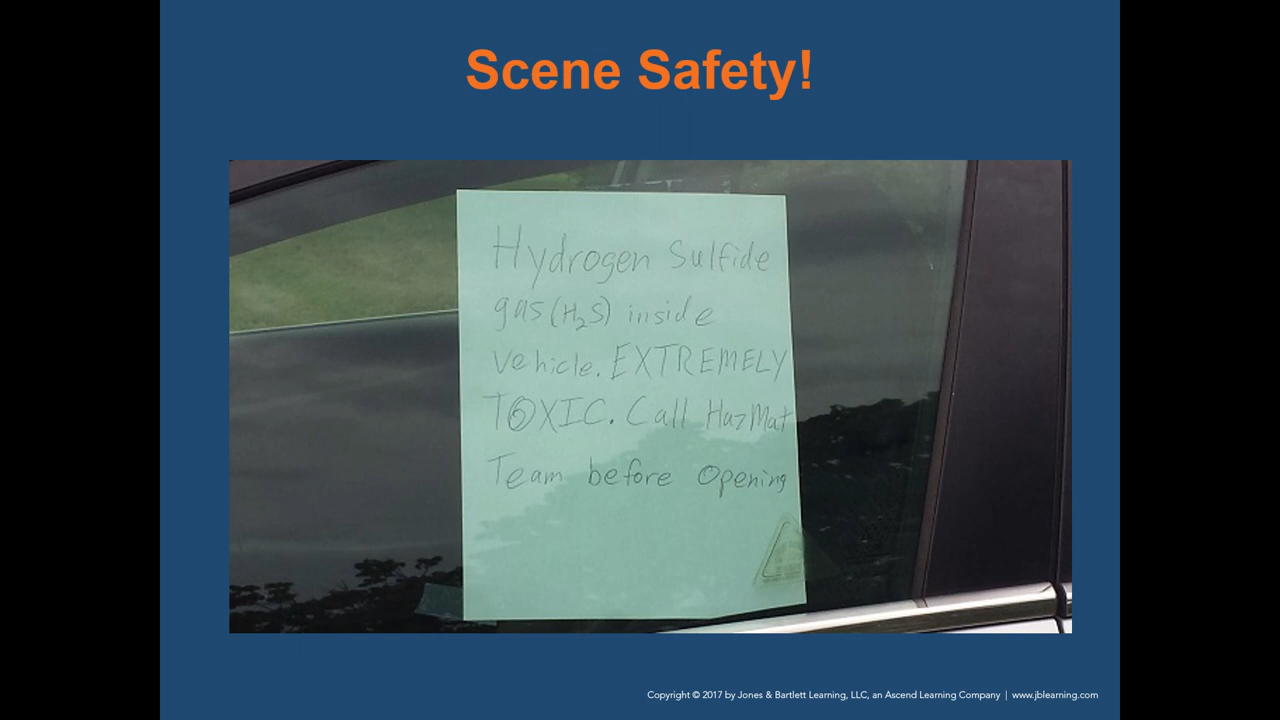 Scene Safety!
Hydrogen Sulfide
gas (H₂S) inside
vehicle. EXTREMELY
TOXIC. Call HazMat
Team before opening
Copyright © 2017 by Jones & Bartlett Learning, LLC, an Ascend Learning Company | www.jblearning.com